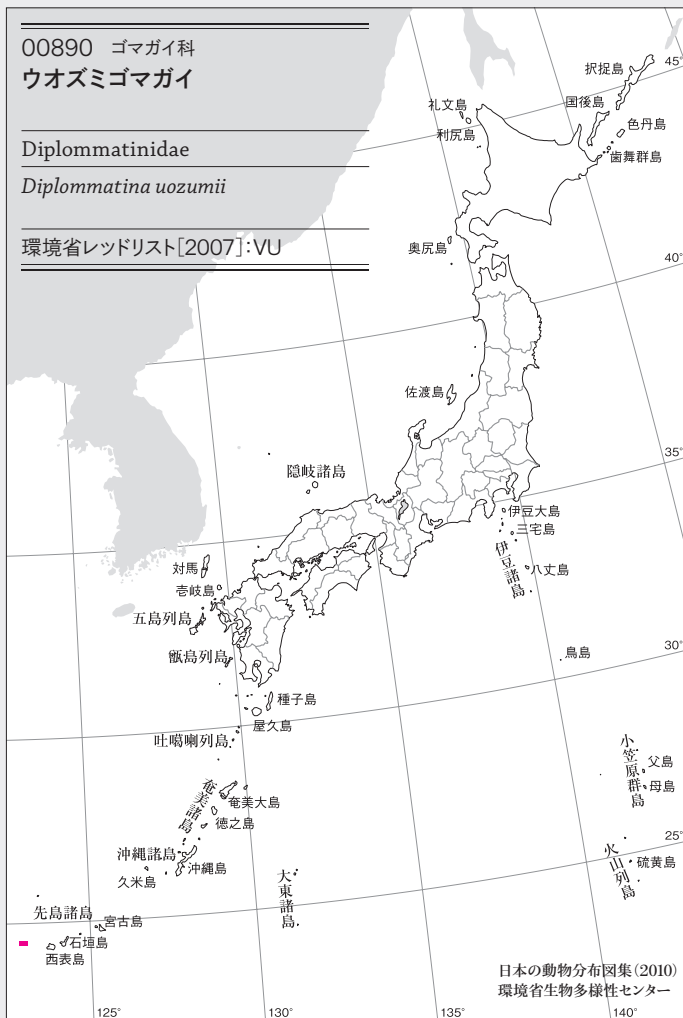 00890 ゴマガイ科
ウオズミゴマガイ
Diplommatinidae
Diplommatina uozumii
環境省レッドリスト[2007]:VU
45°
択捉島
国後島
礼文島
色丹島
利尻島
歯舞群島
奥尻島
40°
佐渡島
35°
隠岐諸島
伊豆大島
三宅島
伊豆諸島
八丈島
対馬
壱岐島
五島列島
甑島列島
鳥島
30°
種子島
屋久島
吐噶喇列島
小笠原群島
父島
母島
奄美諸島
奄美大島
徳之島
25°
沖縄諸島
沖縄島
久米島
大東諸島
火山列島
硫黄島
先島諸島
宮古島
石垣島
西表島
日本の動物分布図集(2010)
環境省生物多様性センター
125°
130°
135°
140°